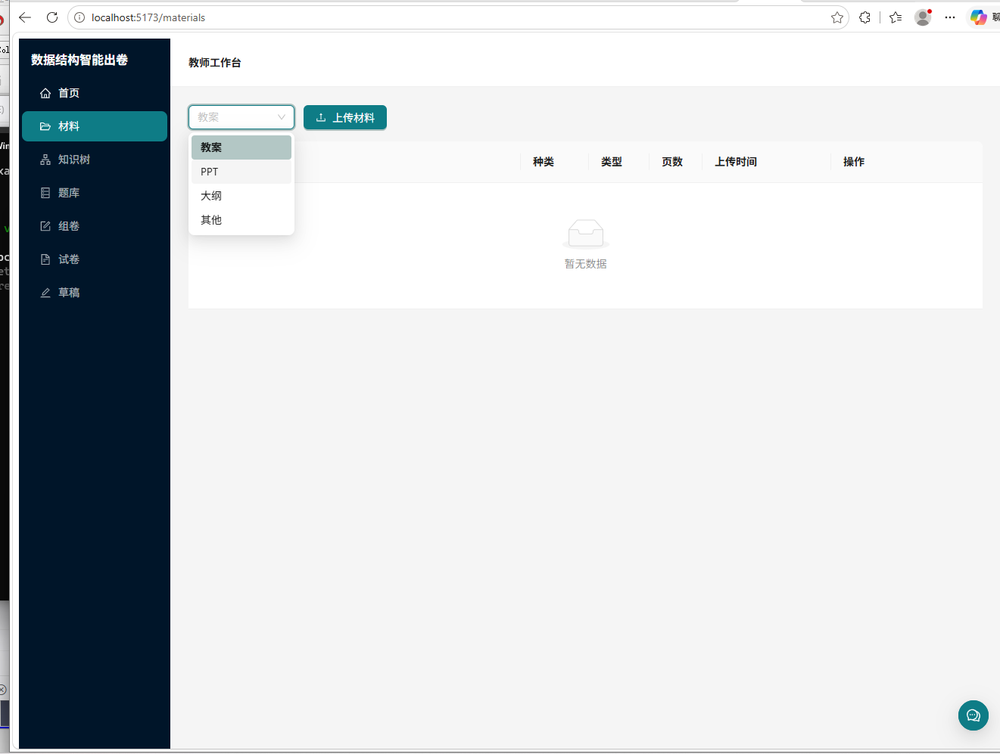 localhost:5173/materials
聊
数据结构智能出卷
首页
材料
知识树
题库
组卷
试卷
草稿
教师工作台
教案
上传材料
教案
PPT
大纲
其他
种类
类型
页数
上传时间
操作
暂无数据